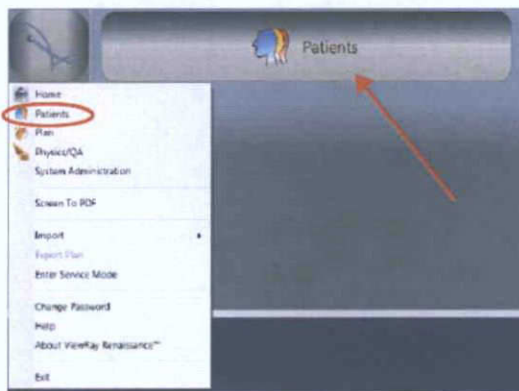 Patients
Home
Patients
Plan
Physics/QA
System Administration
Screen To PDF
Import
Export Plan
Enter Service Mode
Change Password
Help
About ViewRay Renaissance™
Exit